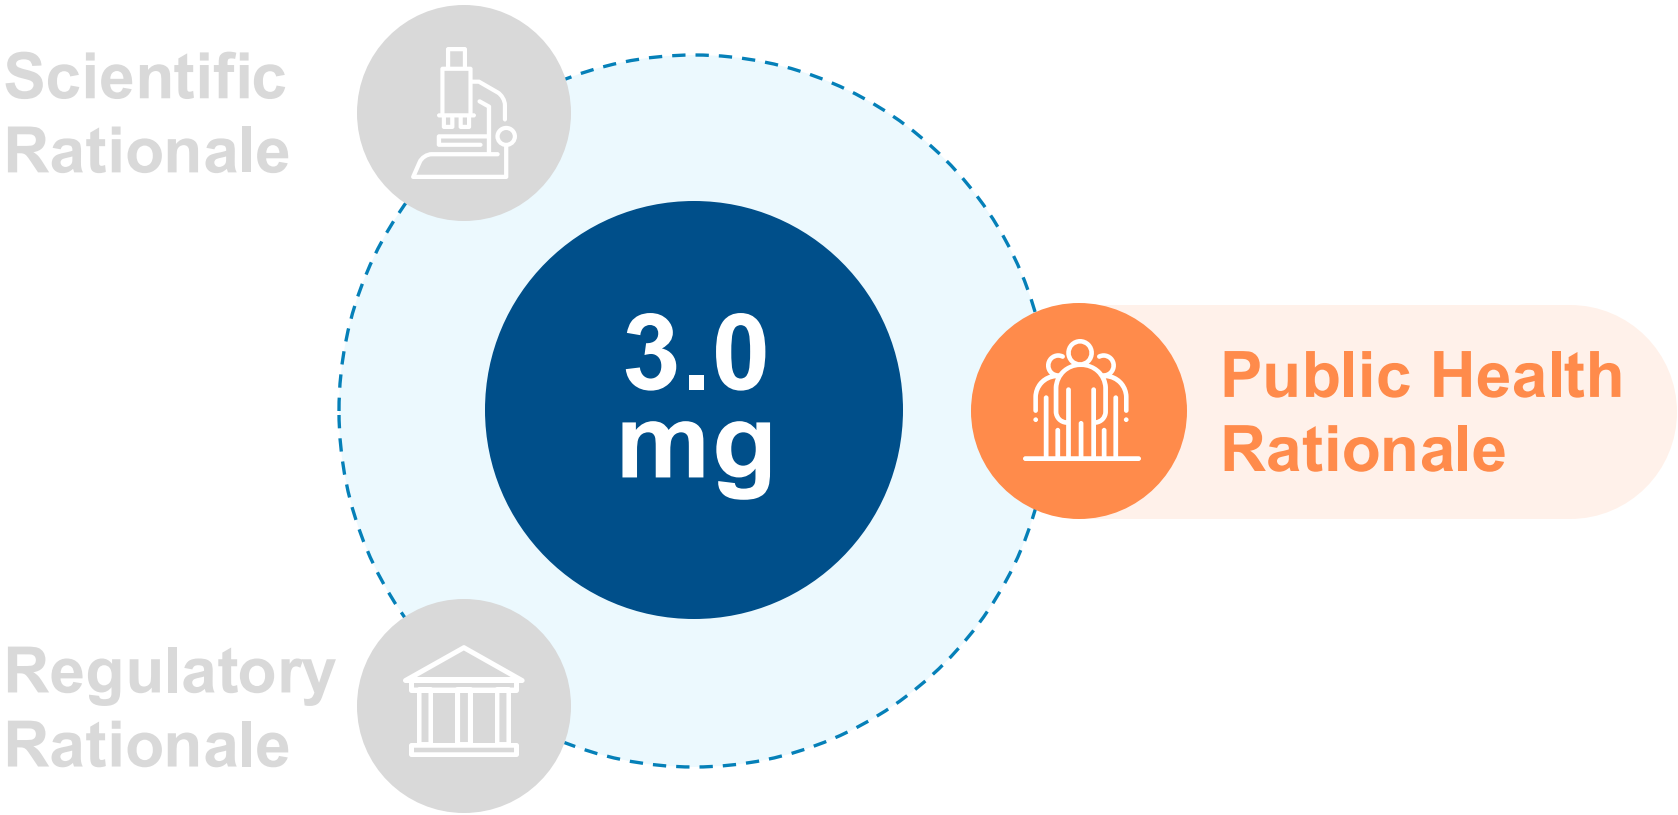 Scientific
Rationale
3.0
mg
Public Health
Rationale
Regulatory
Rationale